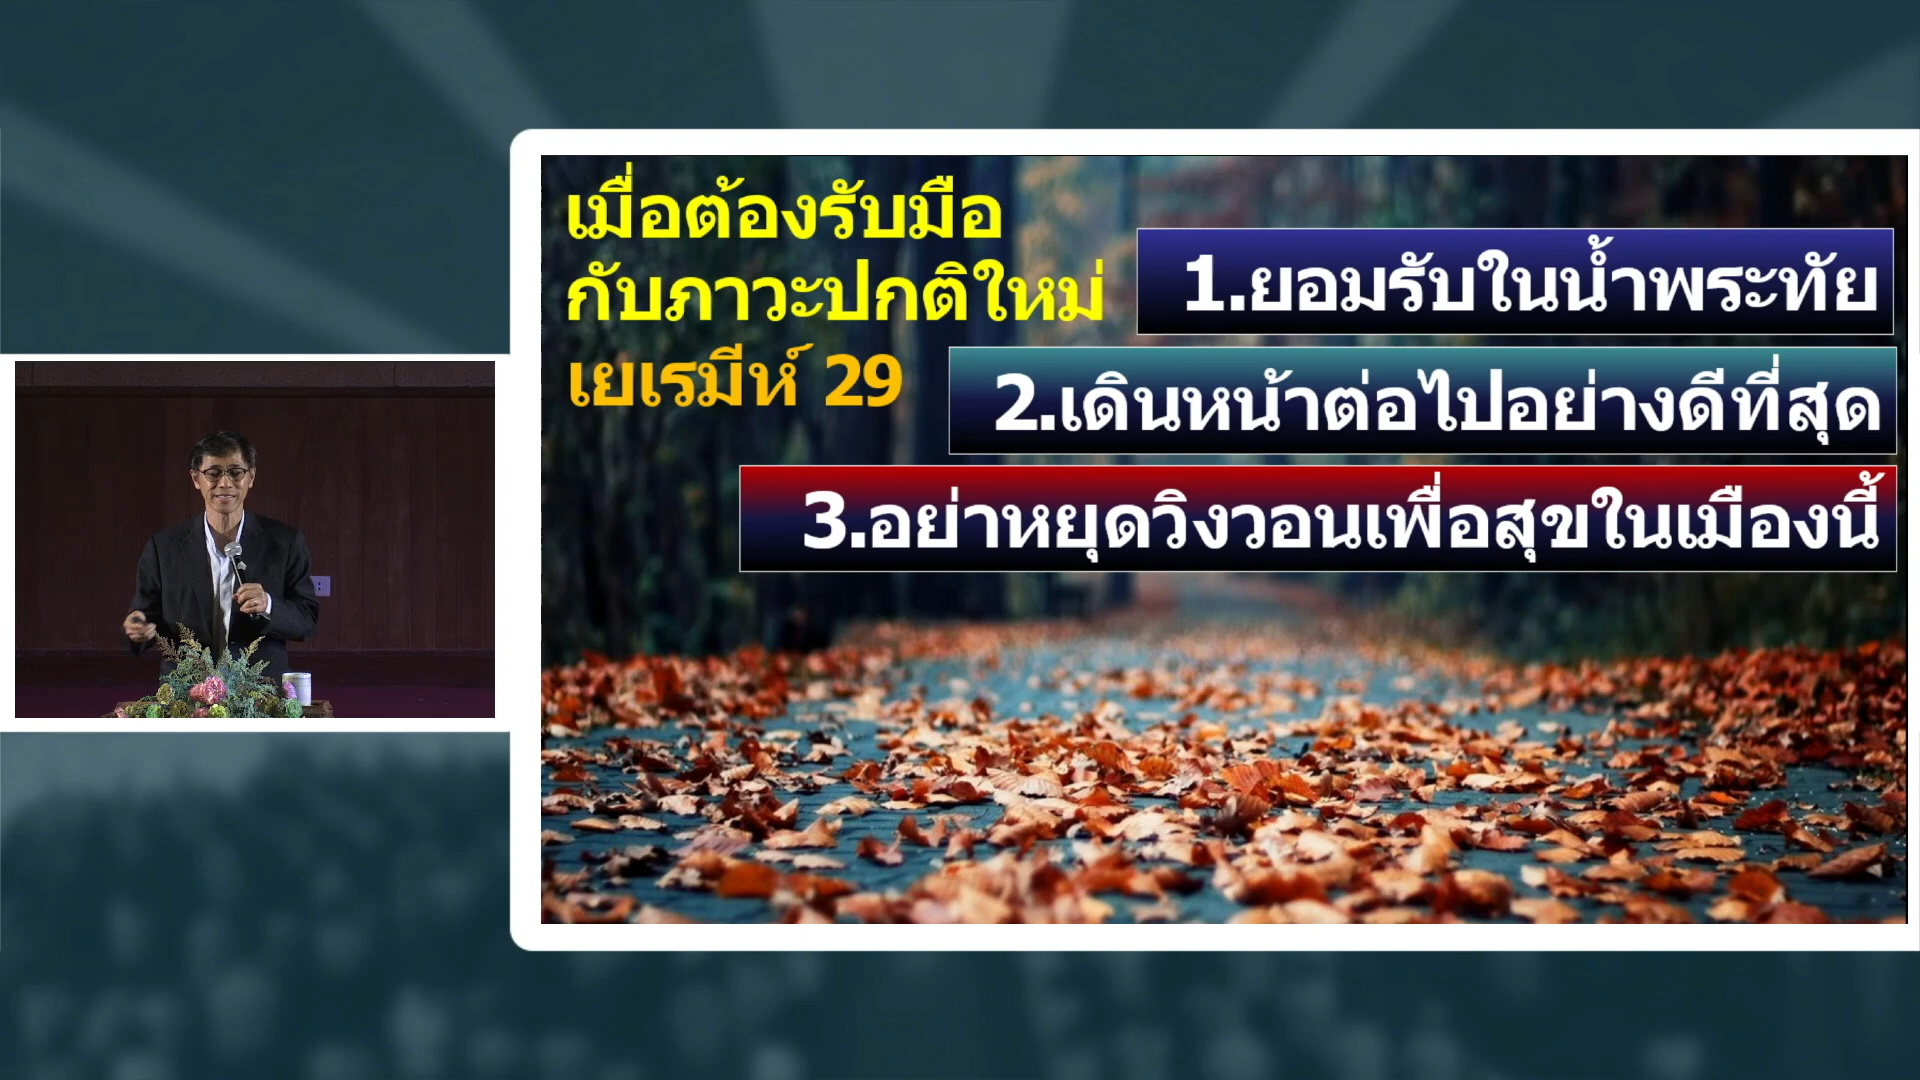 เมื่อต้องรับมือ
กับภาวะปกติใหม่
เยเรมีห์ 29
1.ยอมรับในน้ำพระทัย
2.เดินหน้าต่อไปอย่างดีที่สุด
3.อย่าหยุดวิงวอนเพื่อสุขในเมืองนี้